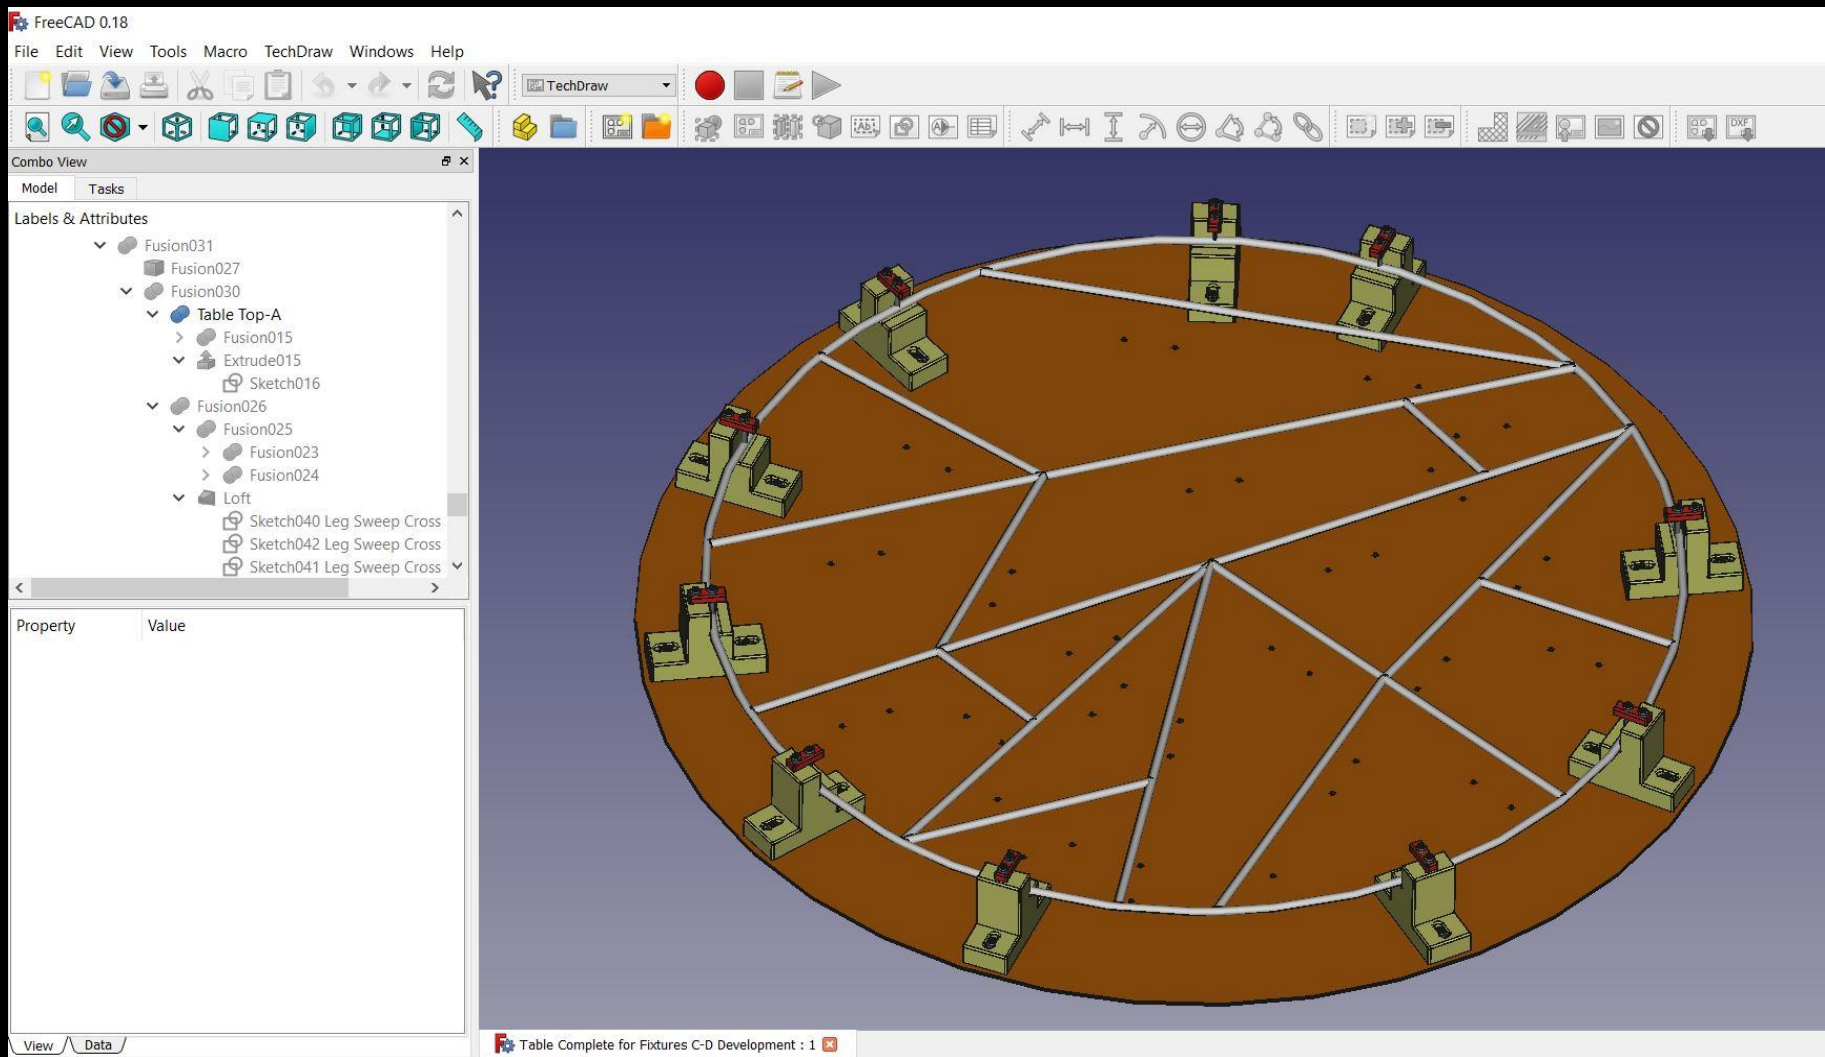 FreeCAD 0.18
File Edit View Tools Macro TechDraw Windows Help
TechDraw
Combo View
Model Tasks
Labels & Attributes
Fusion031
Fusion027
Fusion030
Table Top-A
Fusion015
Extrude015
Sketch016
Fusion026
Fusion025
Fusion023
Fusion024
Loft
Sketch040 Leg Sweep Cross
Sketch042 Leg Sweep Cross
Sketch041 Leg Sweep Cross
Property Value
View Data
Table Complete for Fixtures C-D Development : 1